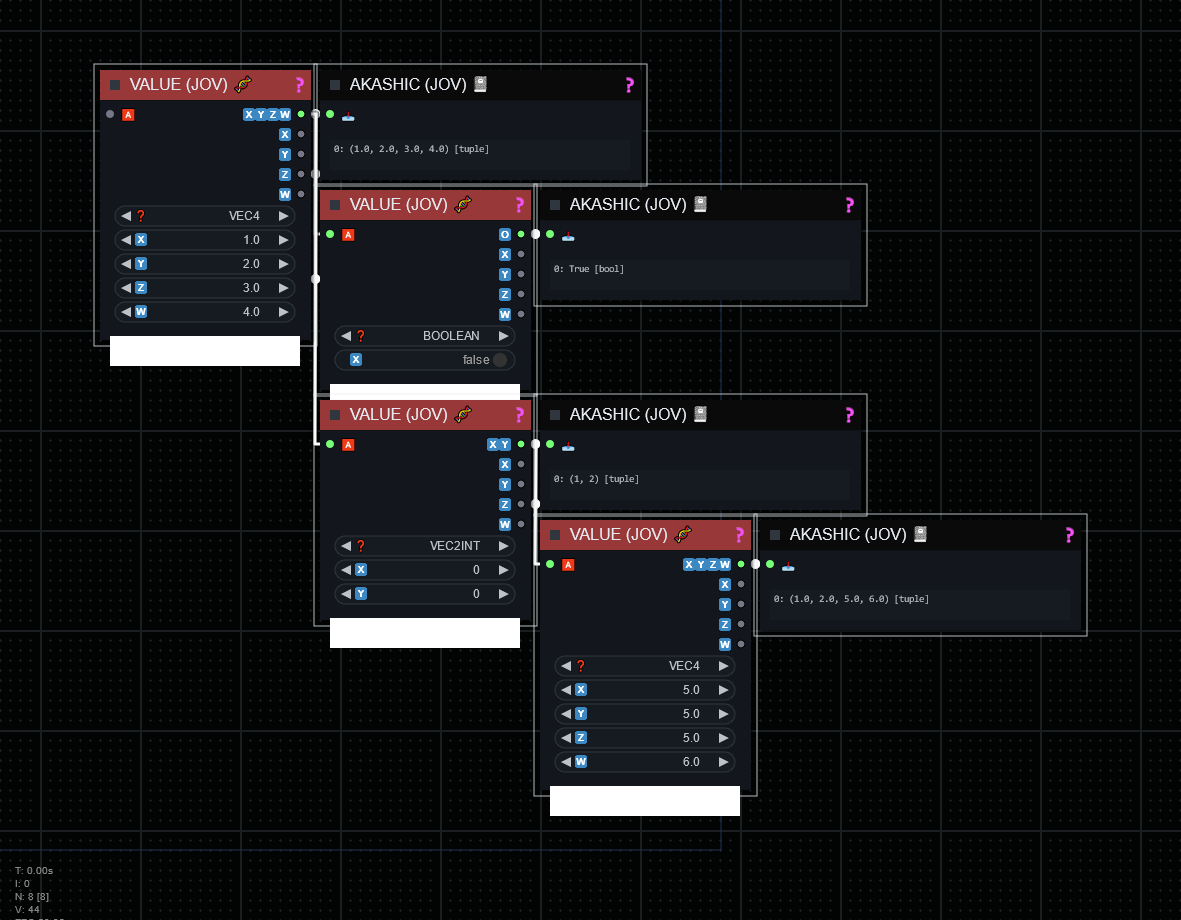 VALUE (JOV)
A
X Y Z W
X
Y
Z
W
VEC4
X 1.0
Y 2.0
Z 3.0
W 4.0
AKASHIC (JOV)
0: (1.0, 2.0, 3.0, 4.0) [tuple]
VALUE (JOV)
A
O
X
Y
Z
W
BOOLEAN
X false
AKASHIC (JOV)
0: True [bool]
VALUE (JOV)
A
X Y
X
Y
Z
W
VEC2INT
X 0
Y 0
AKASHIC (JOV)
0: (1, 2) [tuple]
VALUE (JOV)
A
X Y Z W
X
Y
Z
W
VEC4
X 5.0
Y 5.0
Z 5.0
W 6.0
AKASHIC (JOV)
0: (1.0, 2.0, 5.0, 6.0) [tuple]
T: 0.00s
I: 0
N: 8 [8]
V: 44